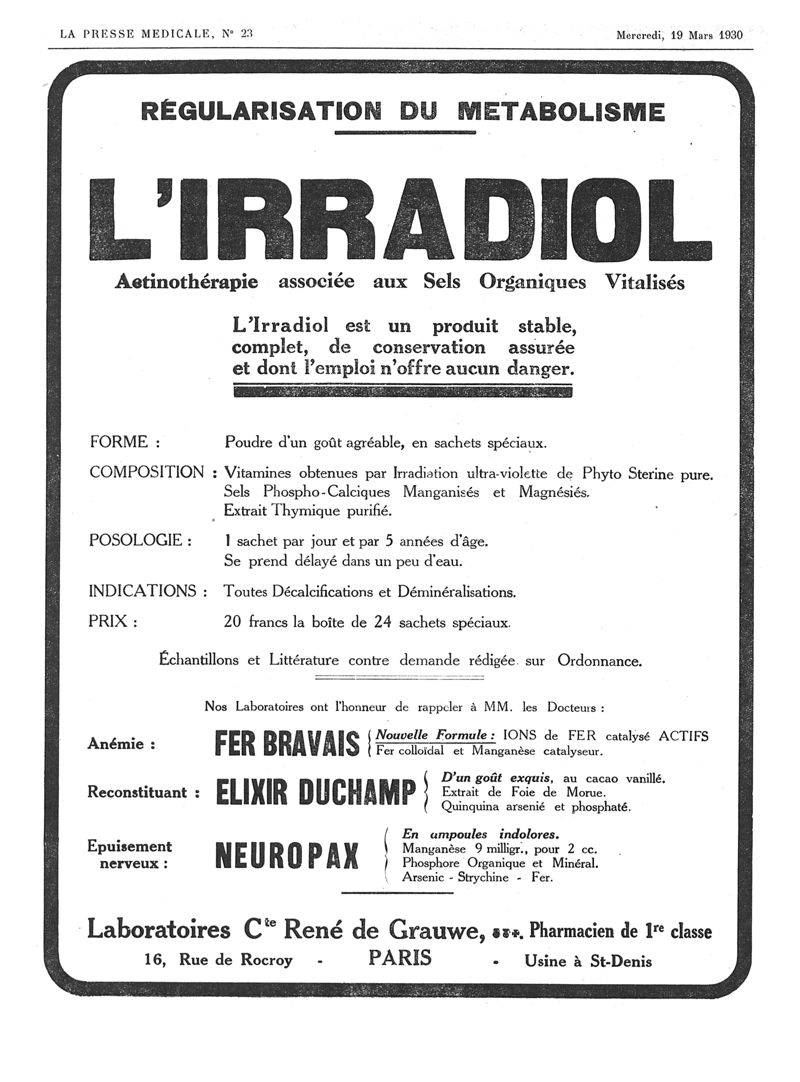 LA PRESSE MEDICALE, N° 23
Mercredi, 19 Mars 1930
RÉGULARISATION DU METABOLISME
L'IRRADIOL
Actinothérapie associée aux Sels Organiques Vitalisés
L'Irradiol est un produit stable,
complet, de conservation assurée
et dont l'emploi n'offre aucun danger.
FORME : Poudre d'un goût agréable, en sachets spéciaux.
COMPOSITION : Vitamines obtenues par Irradiation ultra-violette de Phyto Sterine pure.
Sels Phospho-Calciques Manganisés et Magnésiés.
Extrait Thymique purifié.
POSOLOGIE : 1 sachet par jour et par 5 années d'âge.
Se prend délayé dans un peu d'eau.
INDICATIONS : Toutes Décalcifications et Déminéralisations.
PRIX : 20 francs la boîte de 24 sachets spéciaux.
Échantillons et Littérature contre demande rédigée sur Ordonnance.
Nos Laboratoires ont l'honneur de rappeler à MM. les Docteurs :
Anémie : FER BRAVAIS
Nouvelle Formule : IONS de FER catalysé ACTIFS
Fer colloïdal et Manganèse catalyseur.
Reconstituant : ELIXIR DUCHAMP
D'un goût exquis, au cacao vanillé.
Extrait de Foie de Morue.
Quinquina arsenié et phosphaté.
Epuisement
nerveux : NEUROPAX
En ampoules indolores.
Manganèse 9 milligr., pour 2 cc.
Phosphore Organique et Minéral.
Arsenic - Strychine - Fer.
Laboratoires Cte René de Grauwe, Pharmacien de 1re classe
16, Rue de Rocroy - PARIS - Usine à St-Denis